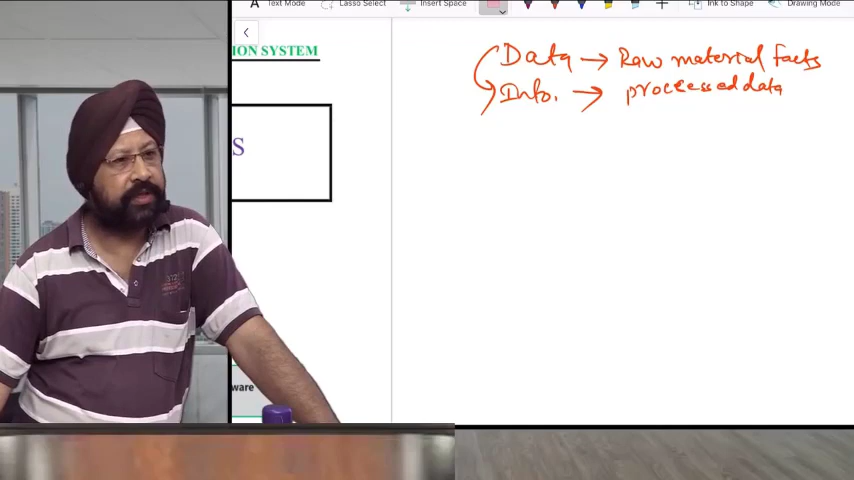 Text Mode
Lasso Select
Insert Space
Ink to Shape
Drawing Mode
ION SYSTEM
S
ware
Data → Raw material facts
Info. → proccessed data